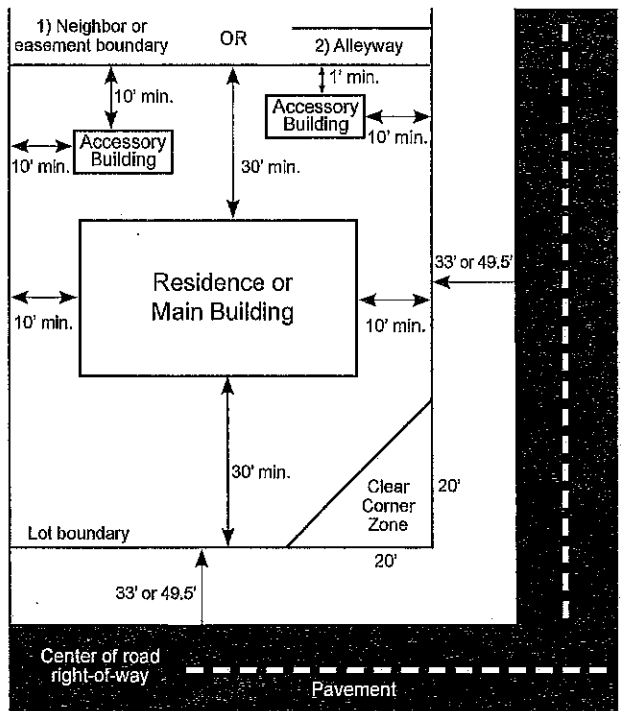 1) Neighbor or
easement boundary
OR
2) Alleyway
10' min.
1' min.
Accessory
Building
Accessory
Building
10' min.
10' min.
30' min.
Residence or
Main Building
33' or 49.5'
10' min.
10' min.
30' min.
Clear
Corner
Zone
20'
Lot boundary
20'
33' or 49.5'
Center of road
right-of-way
Pavement